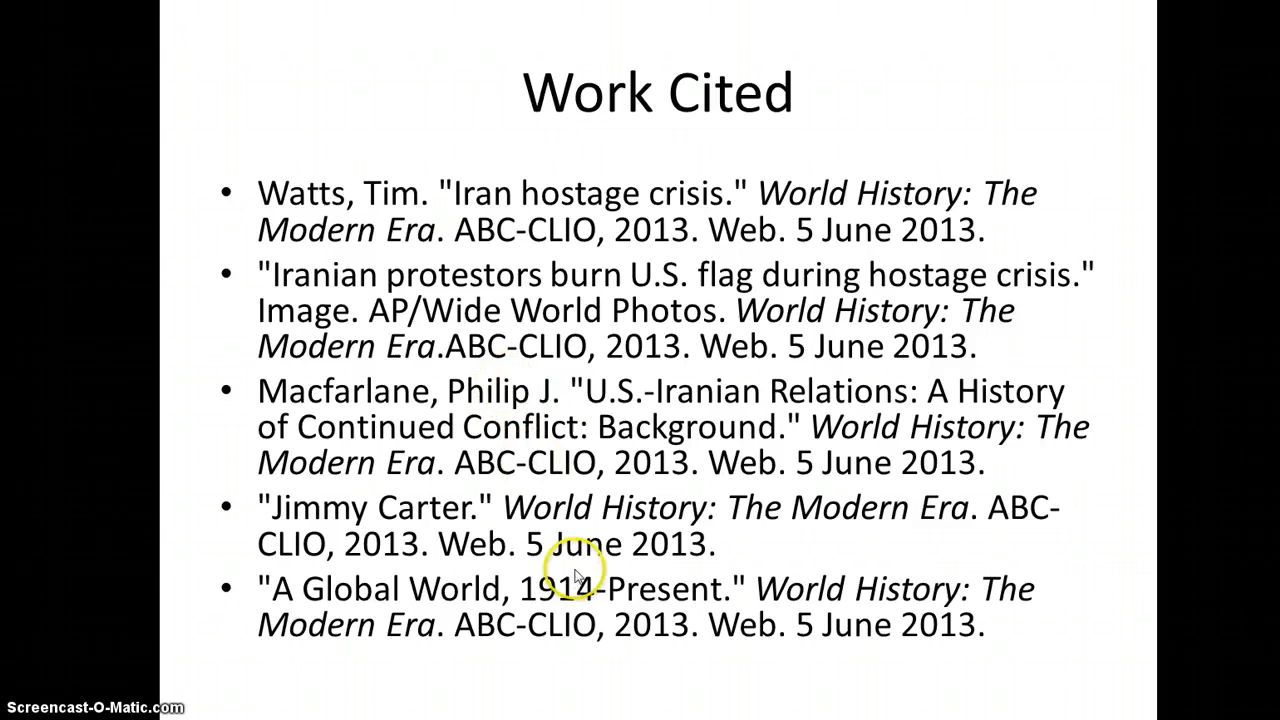 Work Cited
• Watts, Tim. "Iran hostage crisis." World History: The
Modern Era. ABC-CLIO, 2013. Web. 5 June 2013.
• "Iranian protestors burn U.S. flag during hostage crisis."
Image. AP/Wide World Photos. World History: The
Modern Era.ABC-CLIO, 2013. Web. 5 June 2013.
• Macfarlane, Philip J. "U.S.-Iranian Relations: A History
of Continued Conflict: Background." World History: The
Modern Era. ABC-CLIO, 2013. Web. 5 June 2013.
• "Jimmy Carter." World History: The Modern Era. ABC-
CLIO, 2013. Web. 5 June 2013.
• "A Global World, 1914-Present." World History: The
Modern Era. ABC-CLIO, 2013. Web. 5 June 2013.
Screencast-O-Matic.com